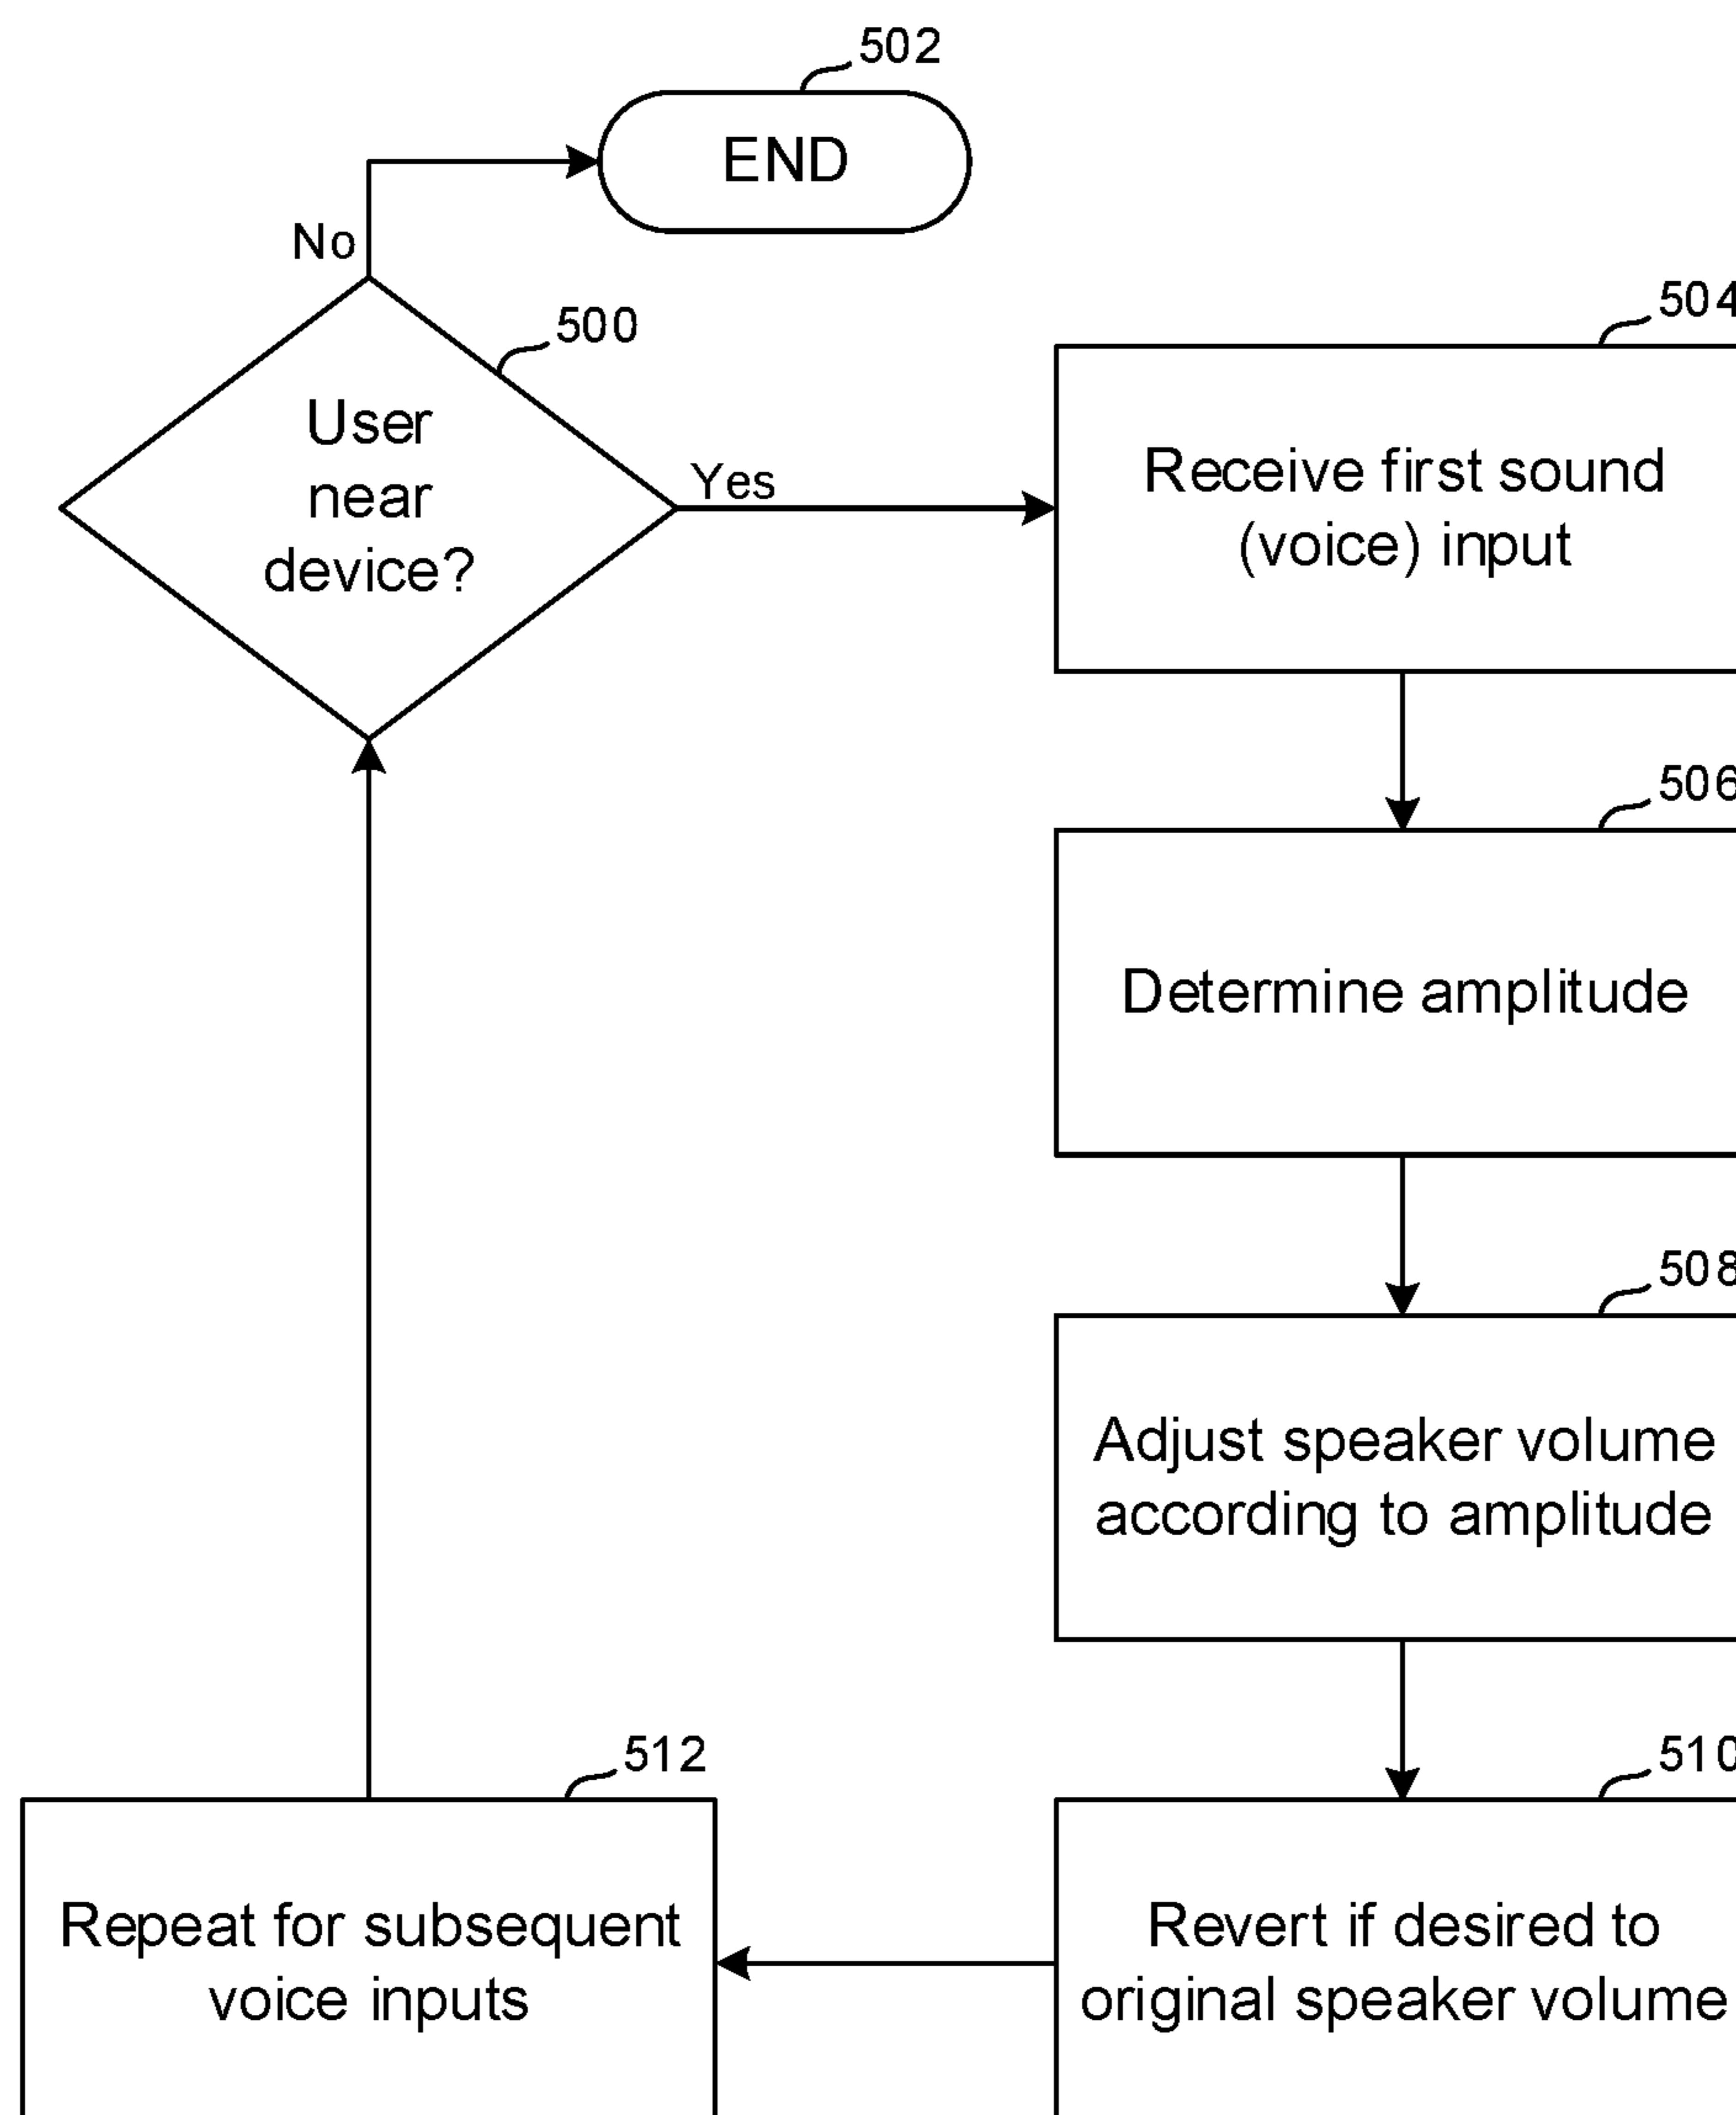 502
END
No
500
User
near
device?
Yes
504
Receive first sound
(voice) input
506
Determine amplitude
508
Adjust speaker volume
according to amplitude
510
Revert if desired to
original speaker volume
512
Repeat for subsequent
voice inputs